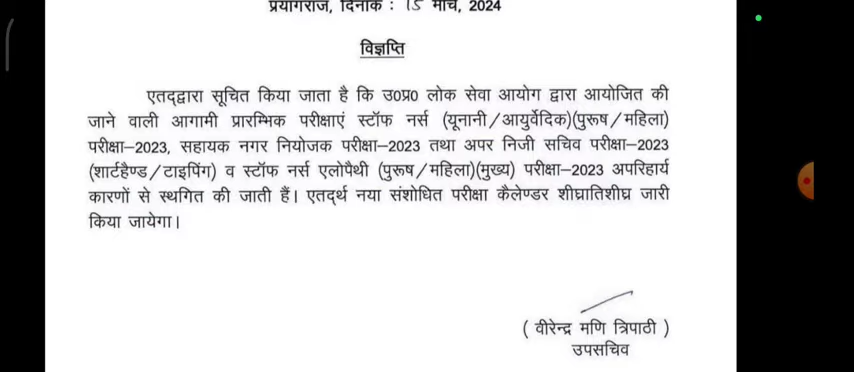 प्रयागराज, दिनांक : 15 मार्च, 2024
विज्ञप्ति
एतद्द्वारा सूचित किया जाता है कि उ0प्र0 लोक सेवा आयोग द्वारा आयोजित की
जाने वाली आगामी प्रारम्भिक परीक्षाएं स्टॉफ नर्स (यूनानी/आयुर्वेदिक)(पुरूष/महिला)
परीक्षा–2023, सहायक नगर नियोजक परीक्षा–2023 तथा अपर निजी सचिव परीक्षा–2023
(शार्टहैण्ड/टाइपिंग) व स्टॉफ नर्स एलोपैथी (पुरूष/महिला)(मुख्य) परीक्षा–2023 अपरिहार्य
कारणों से स्थगित की जाती हैं। एतदर्थ नया संशोधित परीक्षा कैलेण्डर शीघ्रातिशीघ्र जारी
किया जायेगा।
( वीरेन्द्र मणि त्रिपाठी )
उपसचिव